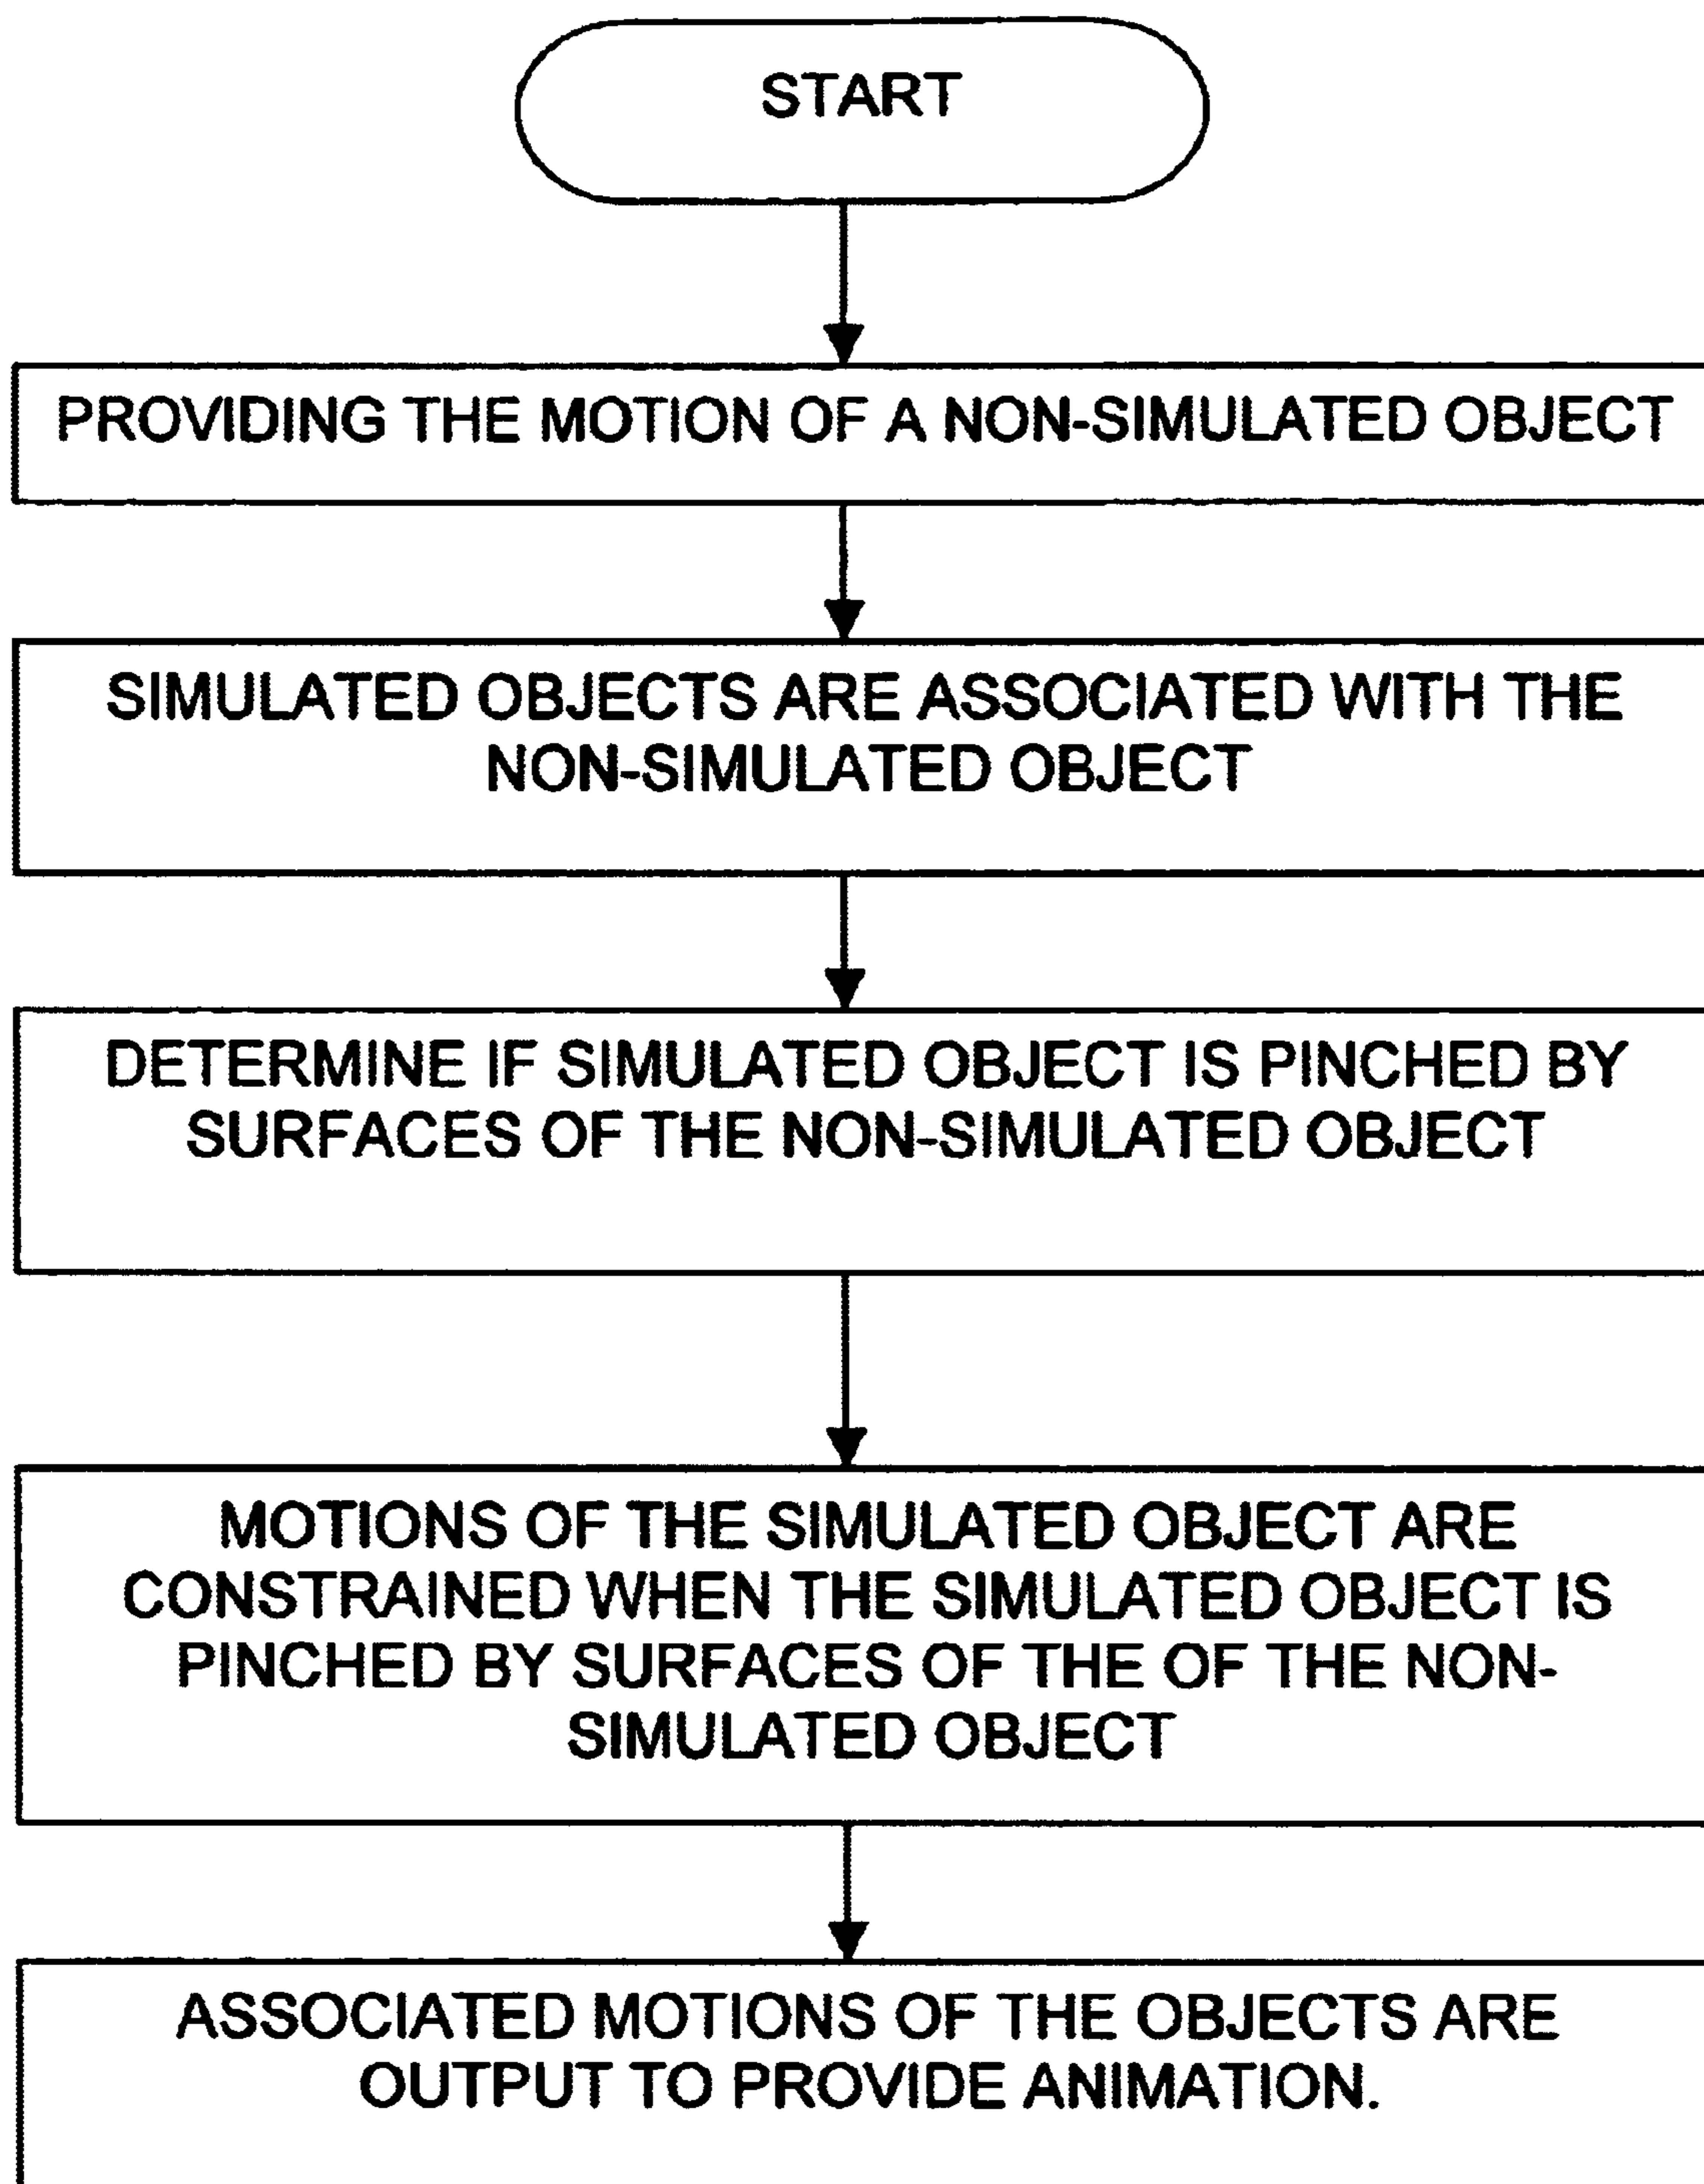 START
PROVIDING THE MOTION OF A NON-SIMULATED OBJECT
SIMULATED OBJECTS ARE ASSOCIATED WITH THE
NON-SIMULATED OBJECT
DETERMINE IF SIMULATED OBJECT IS PINCHED BY
SURFACES OF THE NON-SIMULATED OBJECT
MOTIONS OF THE SIMULATED OBJECT ARE
CONSTRAINED WHEN THE SIMULATED OBJECT IS
PINCHED BY SURFACES OF THE OF THE NON-
SIMULATED OBJECT
ASSOCIATED MOTIONS OF THE OBJECTS ARE
OUTPUT TO PROVIDE ANIMATION.